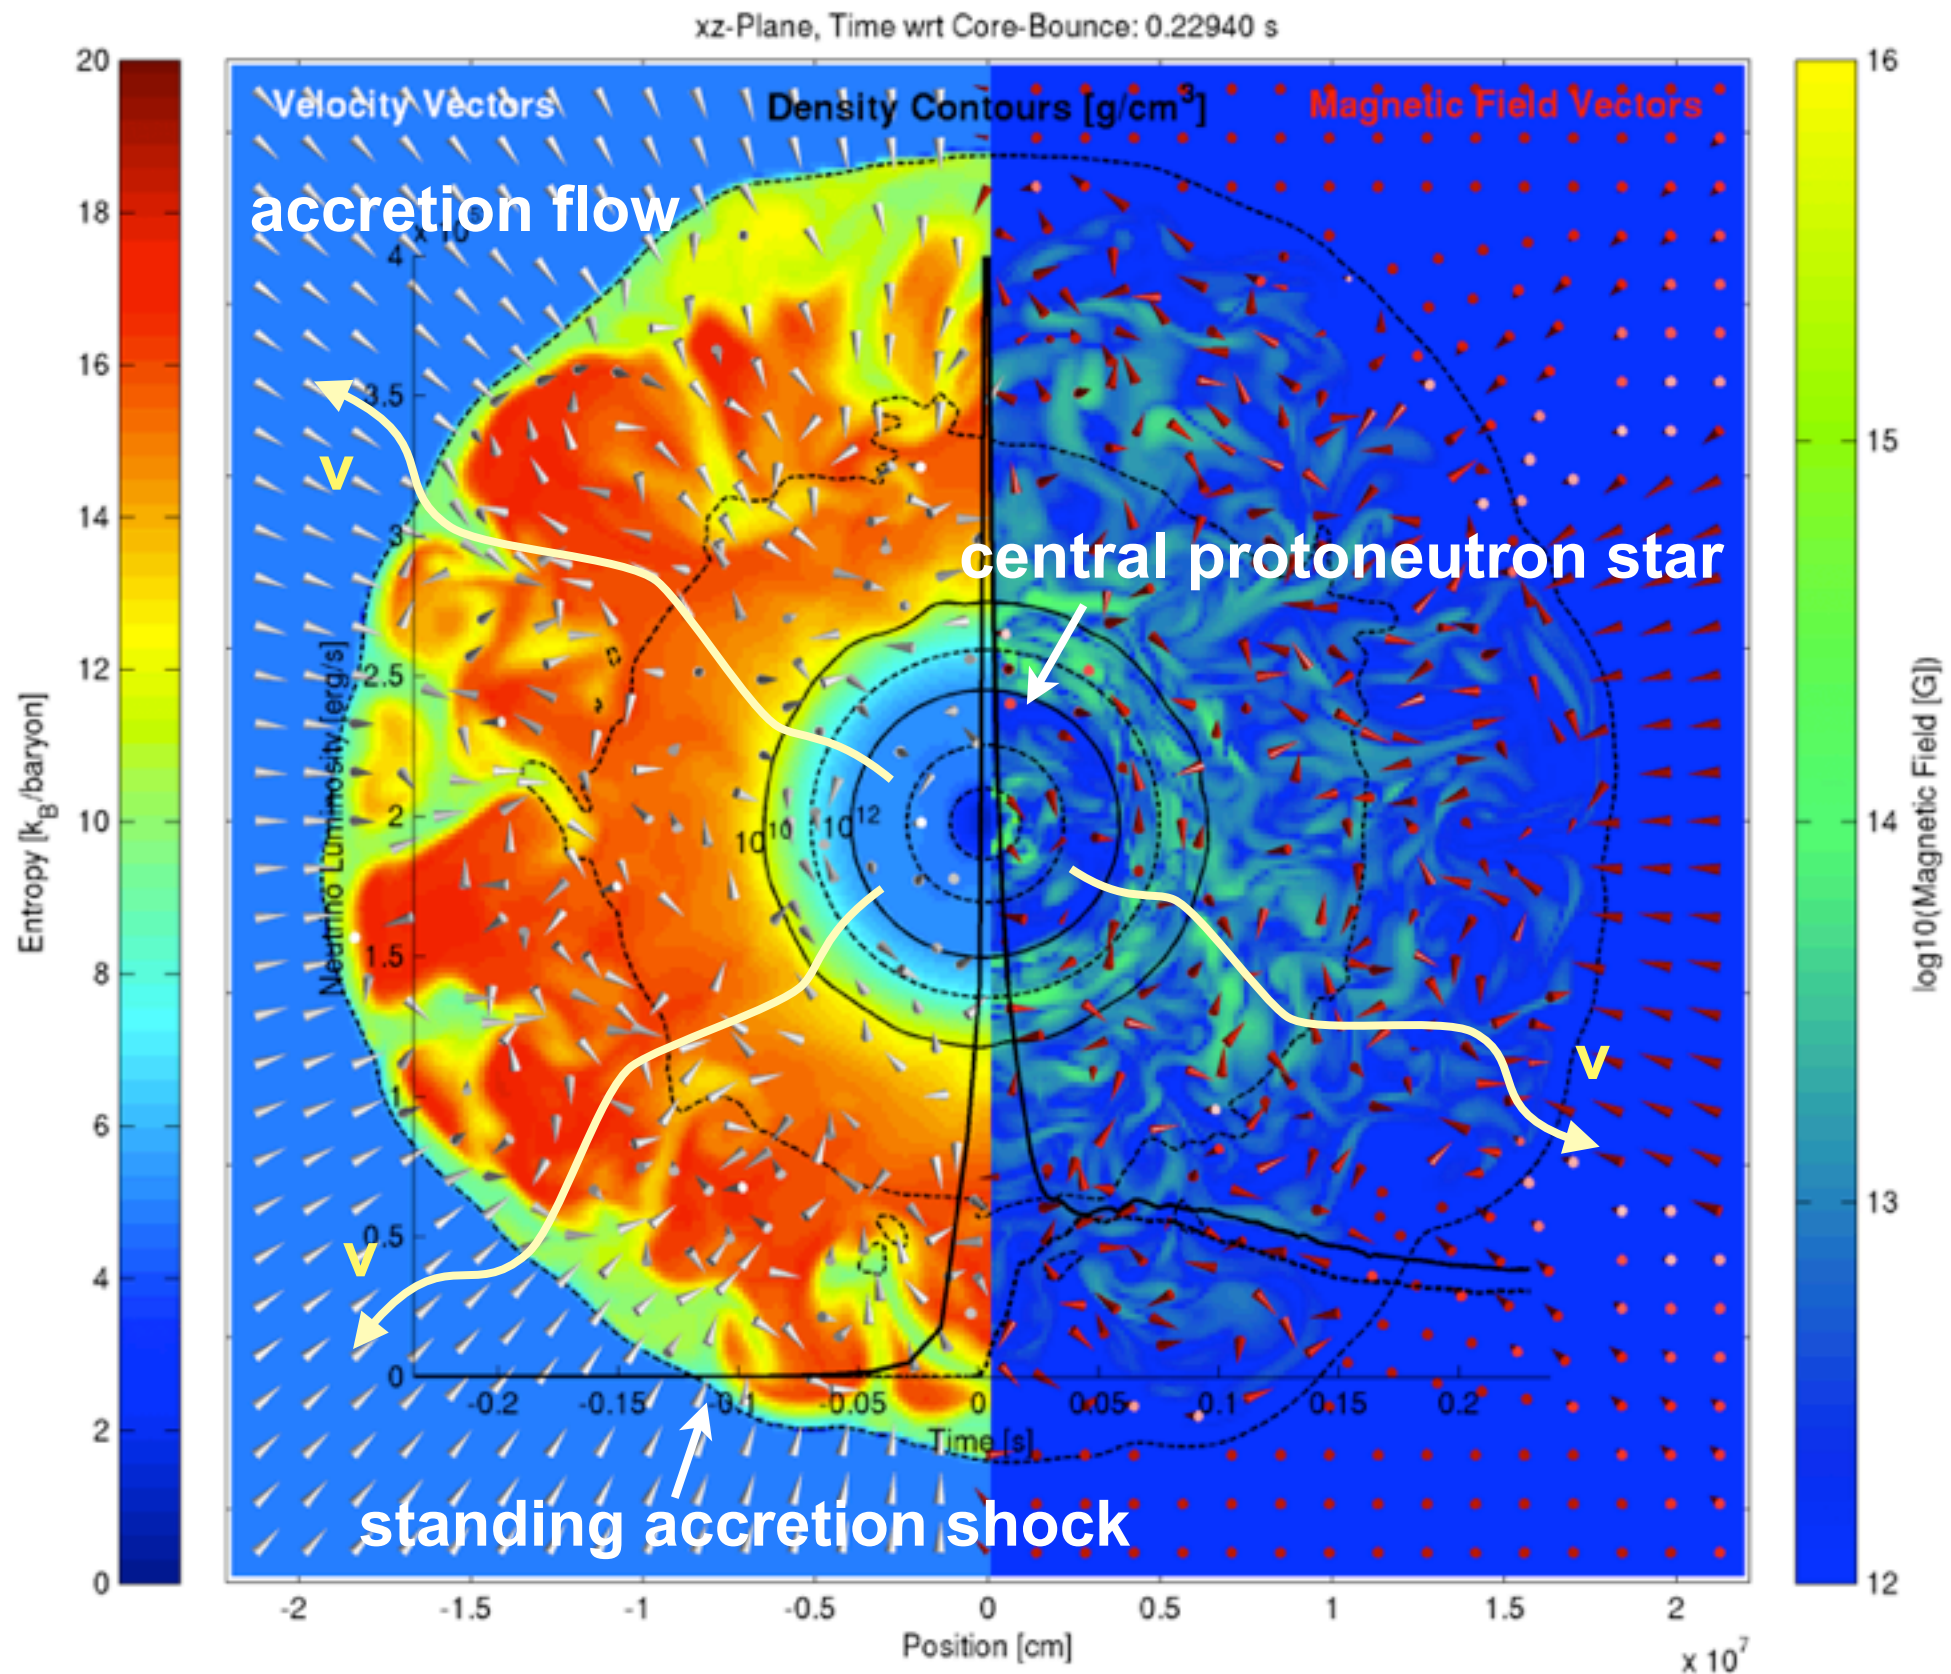 xz-Plane, Time wrt Core-Bounce: 0.22940 s
Velocity Vectors
Density Contours [g/cm³]
Magnetic Field Vectors
accretion flow
central protoneutron star
standing accretion shock
v
v
v
10¹⁰
10¹²
Entropy [k_B/baryon]
20
18
16
14
12
10
8
6
4
2
0
Neutrino Luminosity [erg/s]
4
3.5
3
2.5
2
1.5
1
0.5
0
-0.2
-0.15
-0.1
-0.05
0
0.05
0.1
0.15
0.2
Time [s]
-2
-1.5
-1
-0.5
0
0.5
1
1.5
2
Position [cm]
x 10⁷
log10(Magnetic Field [G])
16
15
14
13
12